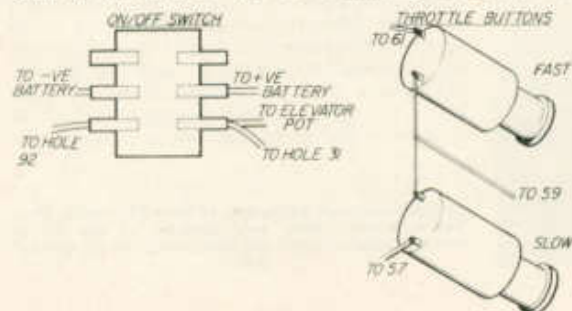 ON/OFF SWITCH
TO -VE
BATTERY
TO +VE
BATTERY
TO ELEVATOR
POT
TO HOLE
92
TO HOLE 31
THROTTLE BUTTONS
TO 61
FAST
TO 59
SLOW
TO 57